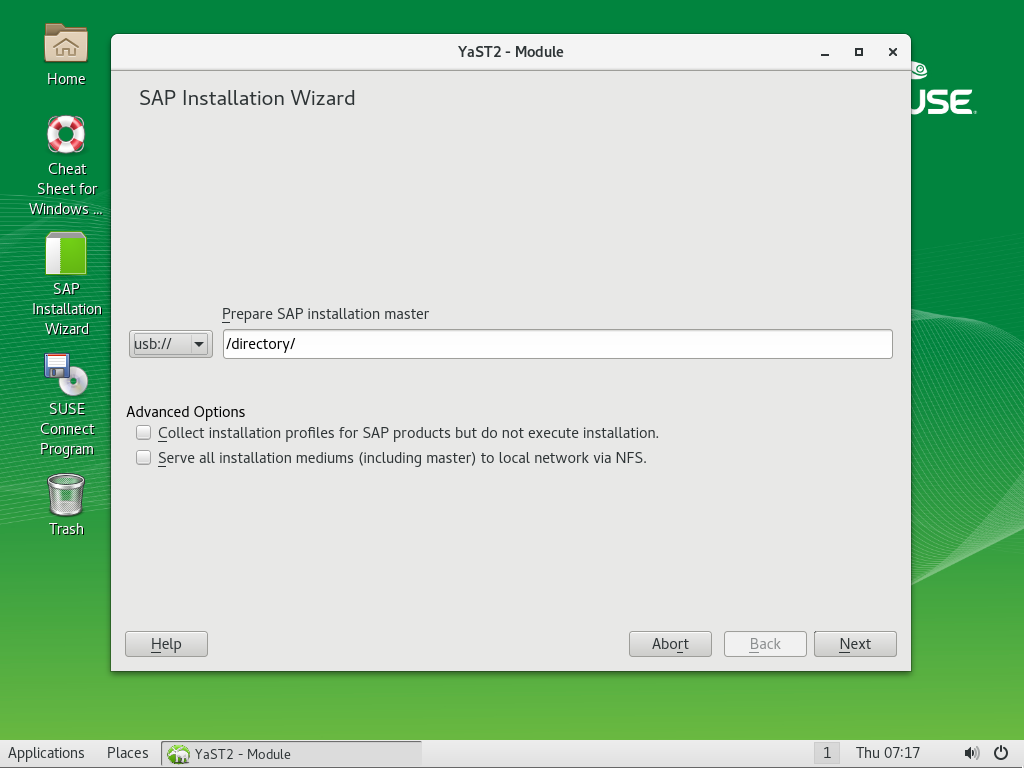 YaST2 - Module
SAP Installation Wizard
Home
Cheat
Sheet for
Windows ...
SAP
Installation
Wizard
SUSE
Connect
Program
Trash
USE
Prepare SAP installation master
usb://
/directory/
Advanced Options
Collect installation profiles for SAP products but do not execute installation.
Serve all installation mediums (including master) to local network via NFS.
Help
Abort
Back
Next
Applications
Places
YaST2 - Module
1
Thu 07:17